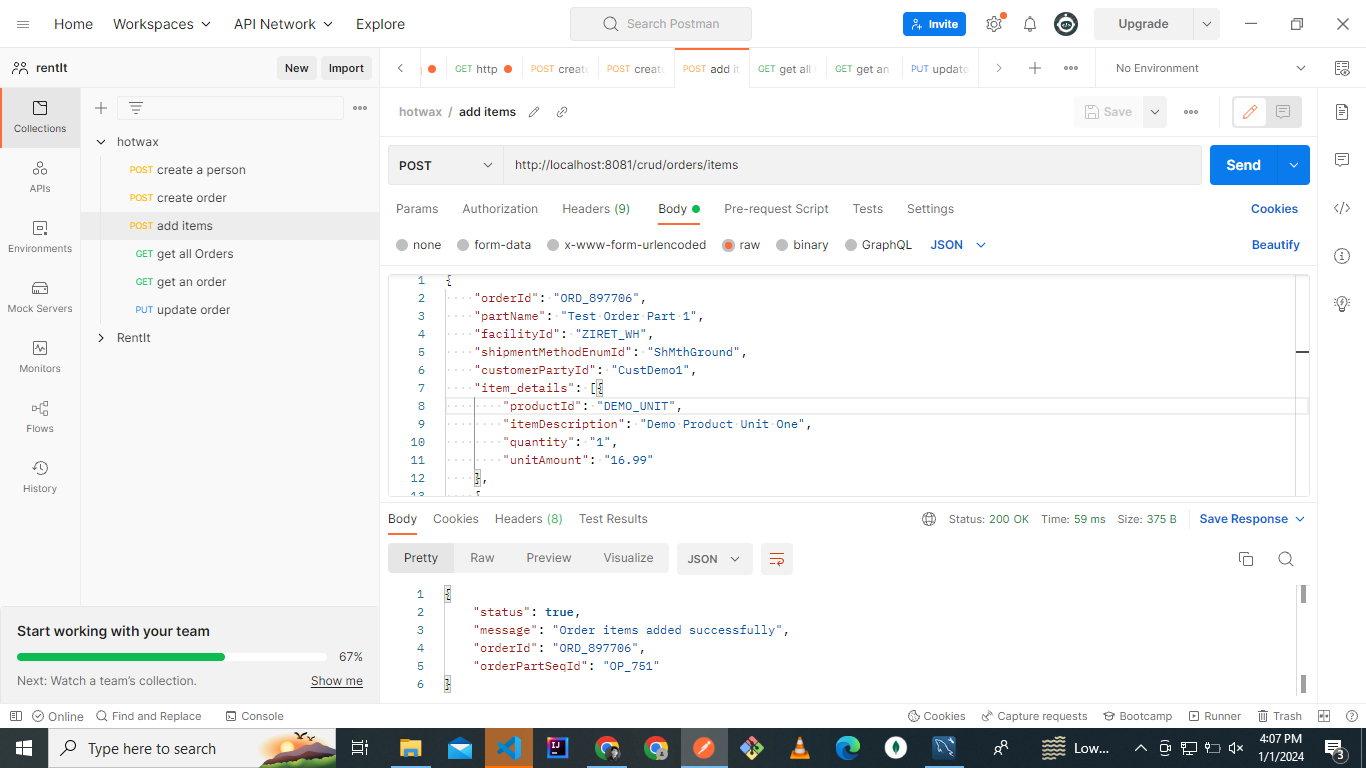 Home
Workspaces
API Network
Explore
Search Postman
Invite
Upgrade
rentIt
New
Import
GET http
POST create
POST create
POST add it
GET get all
GET get an
PUT update
No Environment
Collections
APIs
Environments
Mock Servers
Monitors
Flows
History
hotwax
POST create a person
POST create order
POST add items
GET get all Orders
GET get an order
PUT update order
RentIt
hotwax / add items
Save
POST
http://localhost:8081/crud/orders/items
Send
Params
Authorization
Headers (9)
Body
Pre-request Script
Tests
Settings
Cookies
none
form-data
x-www-form-urlencoded
raw
binary
GraphQL
JSON
Beautify
1 {
2 "orderId": "ORD_897706",
3 "partName": "Test Order Part 1",
4 "facilityId": "ZIRET_WH",
5 "shipmentMethodEnumId": "ShMthGround",
6 "customerPartyId": "CustDemo1",
7 "item_details": [{
8 "productId": "DEMO_UNIT",
9 "itemDescription": "Demo Product Unit One",
10 "quantity": "1",
11 "unitAmount": "16.99"
12 },
13 {
Body
Cookies
Headers (8)
Test Results
Status: 200 OK
Time: 59 ms
Size: 375 B
Save Response
Pretty
Raw
Preview
Visualize
JSON
1 {
2 "status": true,
3 "message": "Order items added successfully",
4 "orderId": "ORD_897706",
5 "orderPartSeqId": "OP_751"
6 }
Start working with your team
67%
Next: Watch a team's collection.
Show me
Online
Find and Replace
Console
Cookies
Capture requests
Bootcamp
Runner
Trash
Type here to search
Low...
4:07 PM
1/1/2024
3